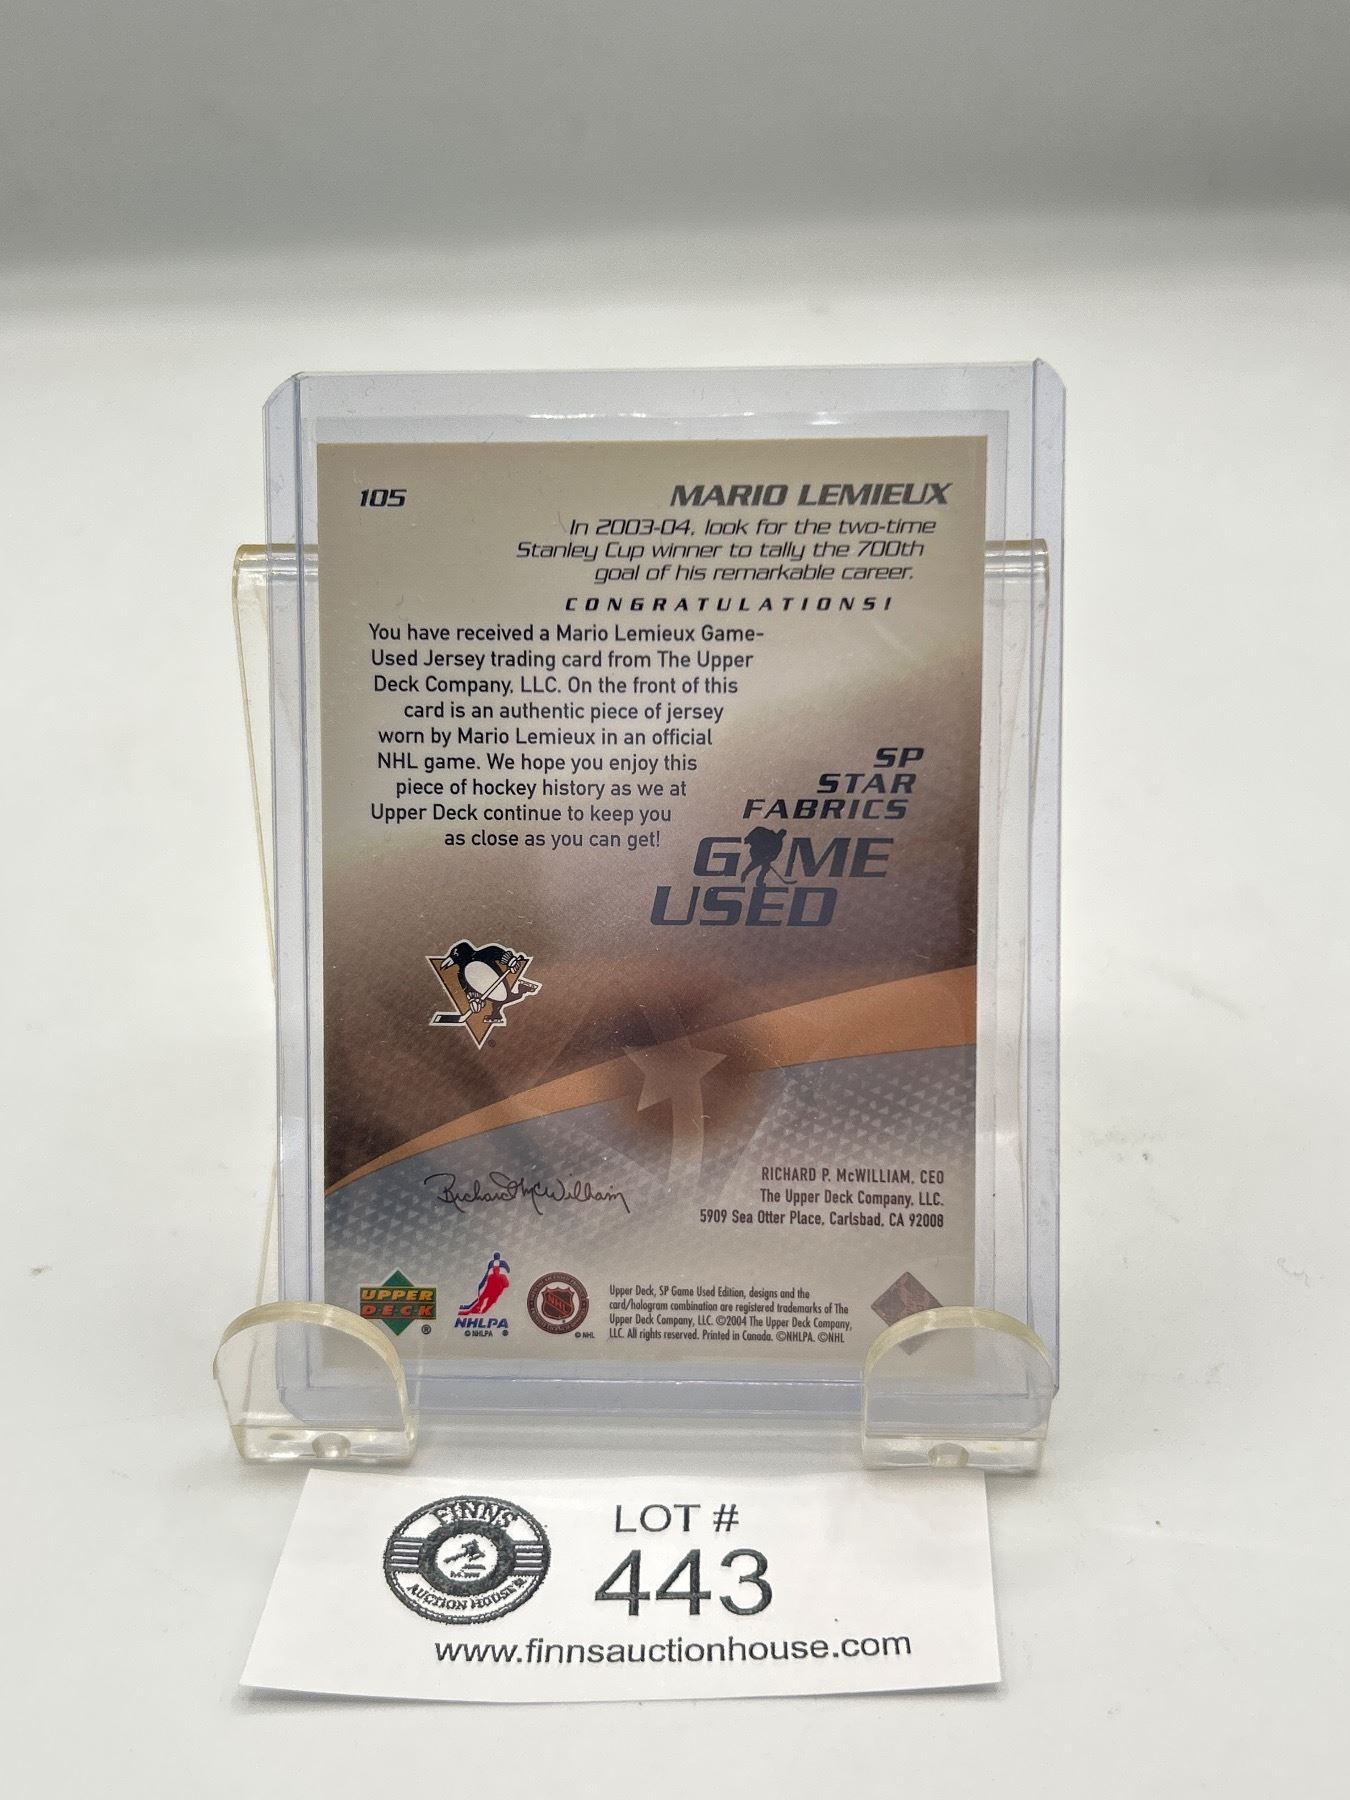 105
MARIO LEMIEUX
In 2003-04, look for the two-time
Stanley Cup winner to tally the 700th
goal of his remarkable career.
CONGRATULATIONS!
You have received a Mario Lemieux Game-
Used Jersey trading card from The Upper
Deck Company, LLC. On the front of this
card is an authentic piece of jersey
worn by Mario Lemieux in an official
NHL game. We hope you enjoy this
piece of hockey history as we at
Upper Deck continue to keep you
as close as you can get!
SP
STAR
FABRICS
GAME
USED
Richard McWilliam
RICHARD P. McWILLIAM, CEO
The Upper Deck Company, LLC.
5909 Sea Otter Place, Carlsbad, CA 92008
UPPER
DECK
®
NHLPA
© NHLPA ®
NHL
© NHL
Upper Deck, SP Game Used Edition, designs and the
card/hologram combination are registered trademarks of The
Upper Deck Company, LLC. ©2004 The Upper Deck Company,
LLC. All rights reserved. Printed in Canada. ©NHLPA. ©NHL
FINNS
AUCTION HOUSE
LOT #
443
www.finnsauctionhouse.com